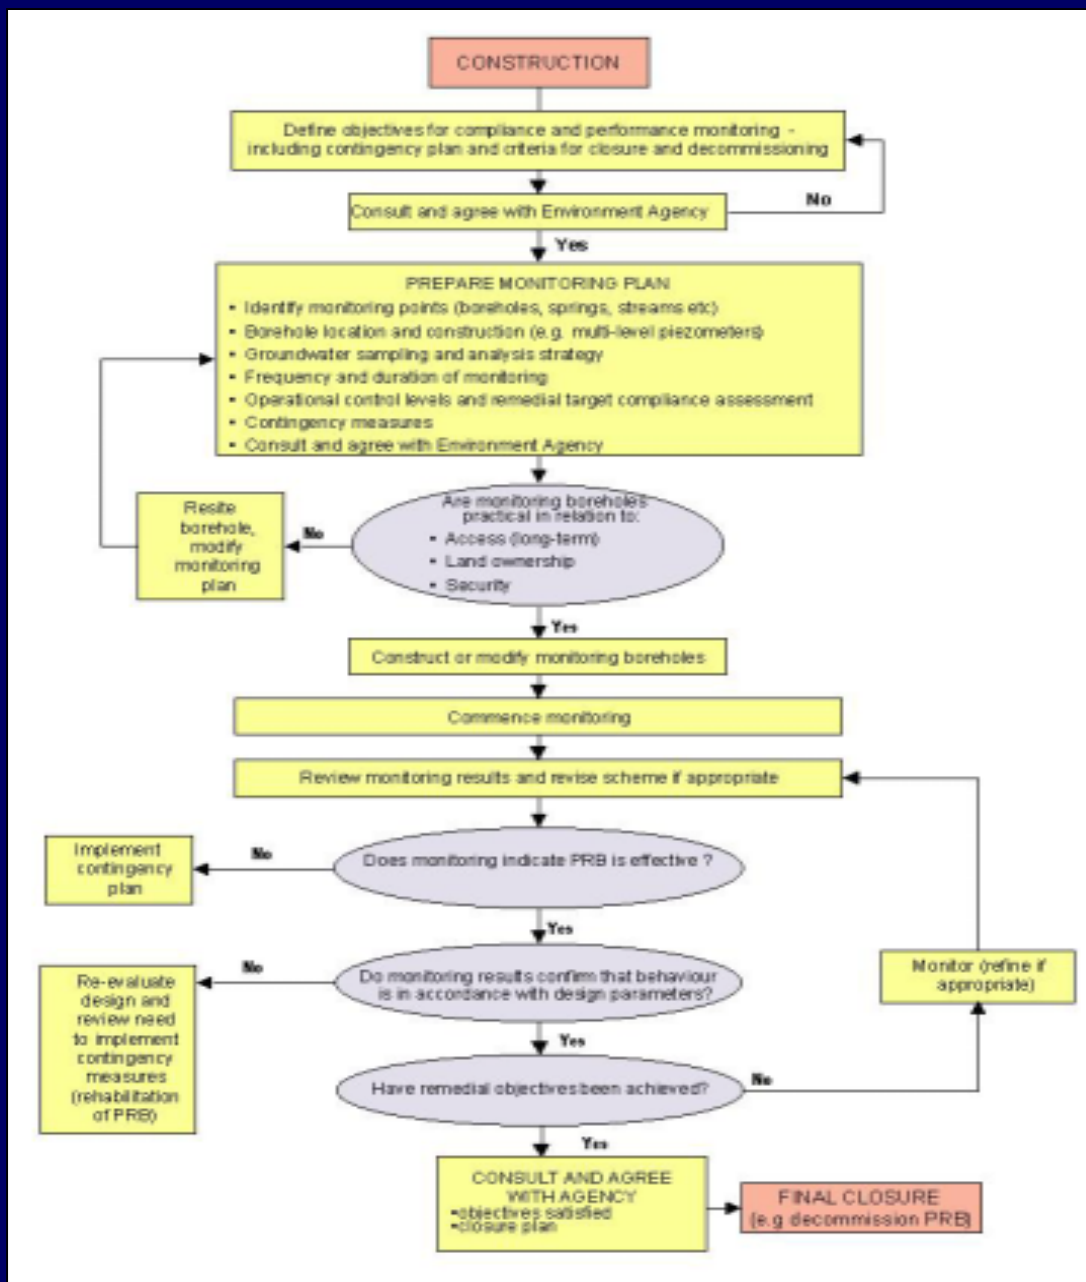 CONSTRUCTION
Define objectives for compliance and performance monitoring -
including contingency plan and criteria for closure and decommissioning
No
Consult and agree with Environment Agency
Yes
PREPARE MONITORING PLAN
• Identify monitoring points (boreholes, springs, streams etc)
• Borehole location and construction (e.g. multi-level piezometers)
• Groundwater sampling and analysis strategy
• Frequency and duration of monitoring
• Operational control levels and remedial target compliance assessment
• Contingency measures
• Consult and agree with Environment Agency
Are monitoring boreholes
practical in relation to:
• Access (long-term)
• Land ownership
• Security
No
Resite
borehole,
modify
monitoring
plan
Yes
Construct or modify monitoring boreholes
Commence monitoring
Review monitoring results and revise scheme if appropriate
Does monitoring indicate PRB is effective ?
No
Implement
contingency
plan
Yes
Do monitoring results confirm that behaviour
is in accordance with design parameters?
No
Re-evaluate
design and
review need
to implement
contingency
measures
(rehabilitation
of PRB)
Monitor (refine if
appropriate)
Yes
Have remedial objectives been achieved?
No
Yes
CONSULT AND AGREE
WITH AGENCY
▪objectives satisfied
▪closure plan
FINAL CLOSURE
(e.g decommission PRB)